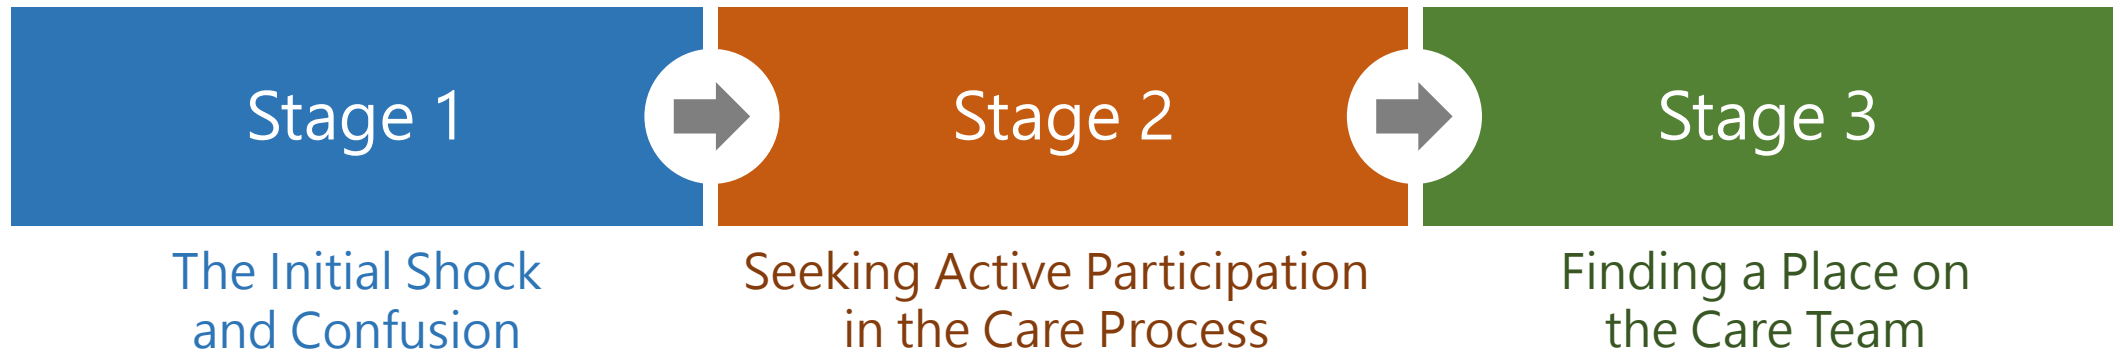 Stage 1
The Initial Shock
and Confusion
Stage 2
Seeking Active Participation
in the Care Process
Stage 3
Finding a Place on
the Care Team